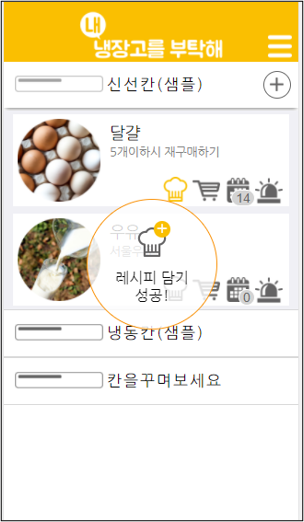 내
냉장고를 부탁해
신선칸(샘플)
달걀
5개이하시 재구매하기
14
우유
서울우
레시피 담기
성공!
0
냉동칸(샘플)
칸을꾸며보세요